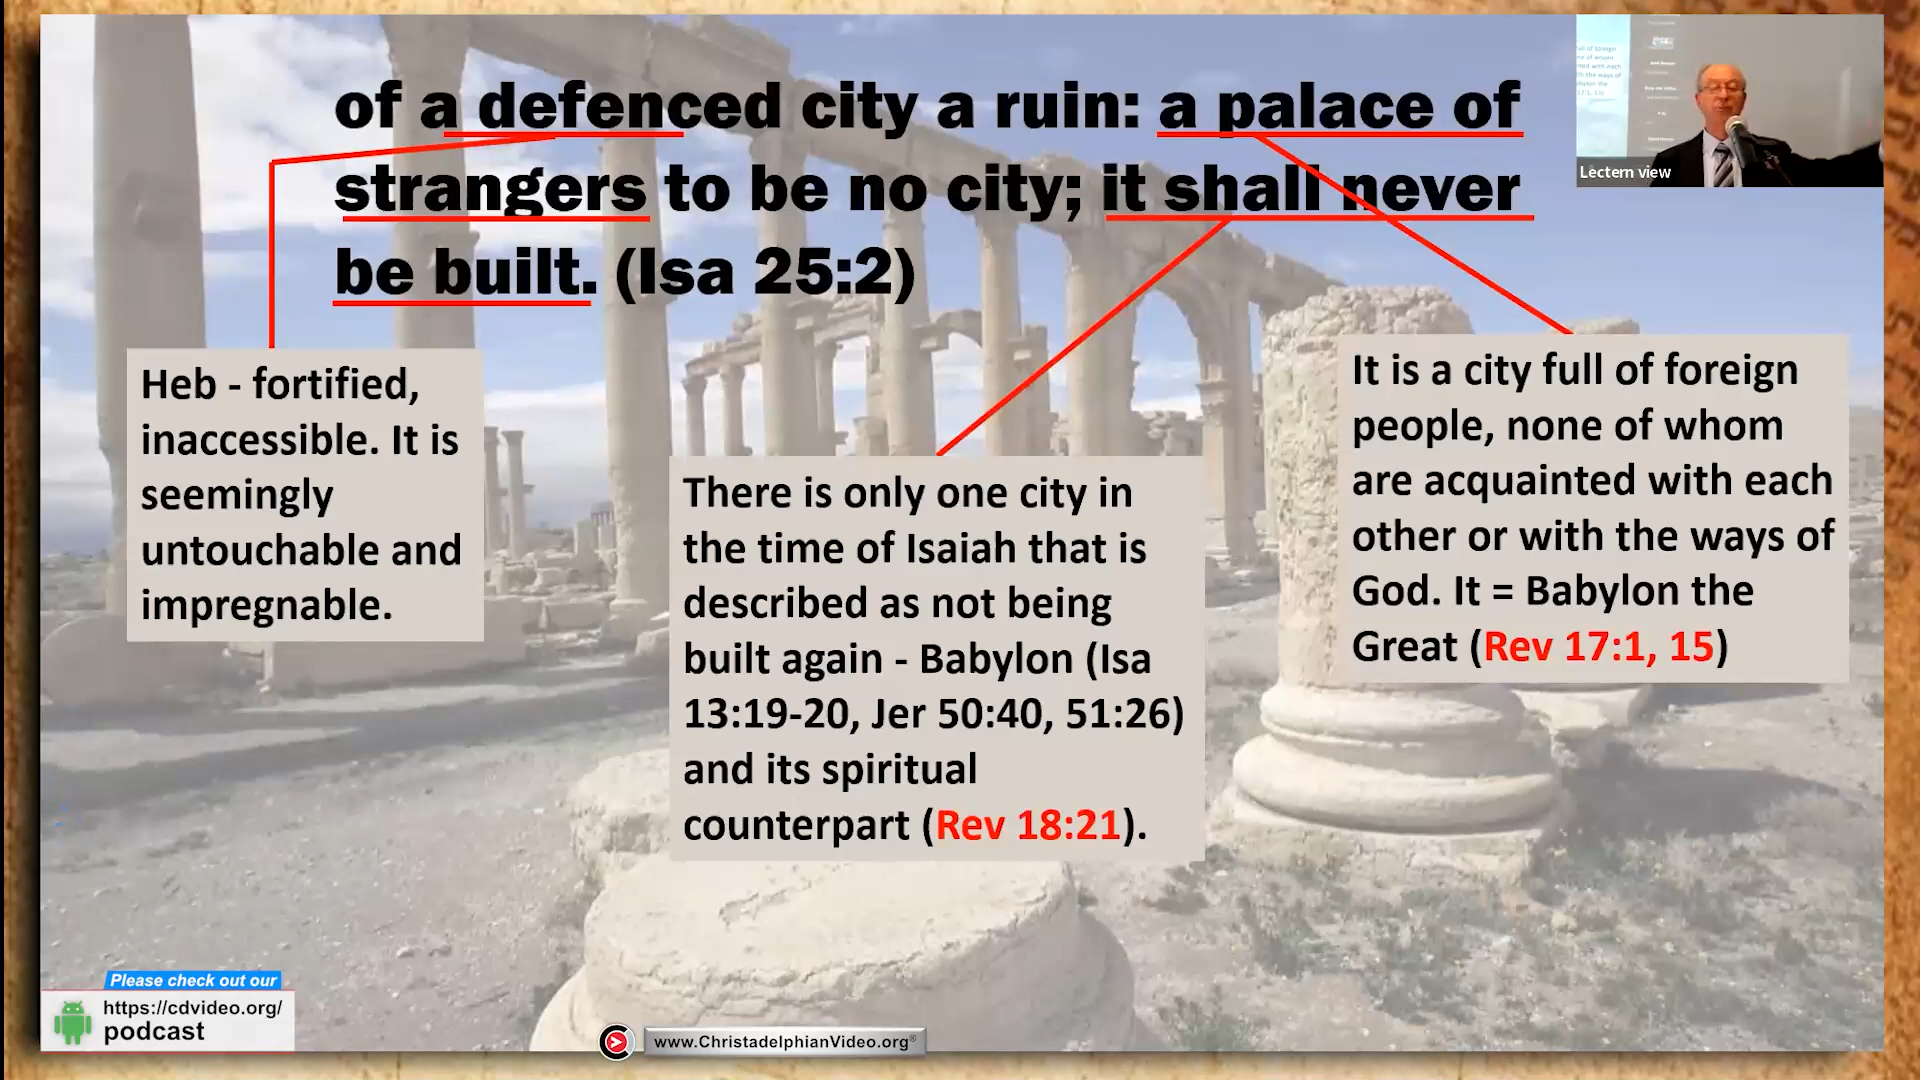 of a defenced city a ruin: a palace of
strangers to be no city; it shall never
be built. (Isa 25:2)
Heb - fortified,
inaccessible. It is
seemingly
untouchable and
impregnable.
There is only one city in
the time of Isaiah that is
described as not being
built again - Babylon (Isa
13:19-20, Jer 50:40, 51:26)
and its spiritual
counterpart (Rev 18:21).
It is a city full of foreign
people, none of whom
are acquainted with each
other or with the ways of
God. It = Babylon the
Great (Rev 17:1, 15)
Lectern view
Please check out our
https://cdvideo.org/
podcast
www.ChristadelphianVideo.org®